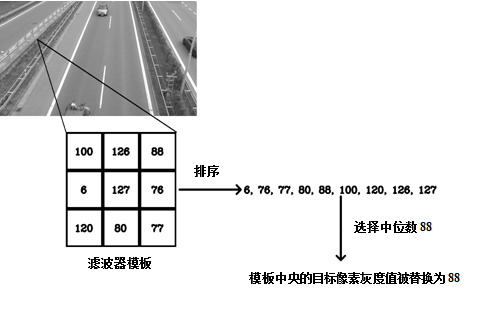 100 126 88
6 127 76
120 80 77
滤波器模板
排序
6, 76, 77, 80, 88, 100, 120, 126, 127
选择中位数 88
模板中央的目标像素灰度值被替换为 88